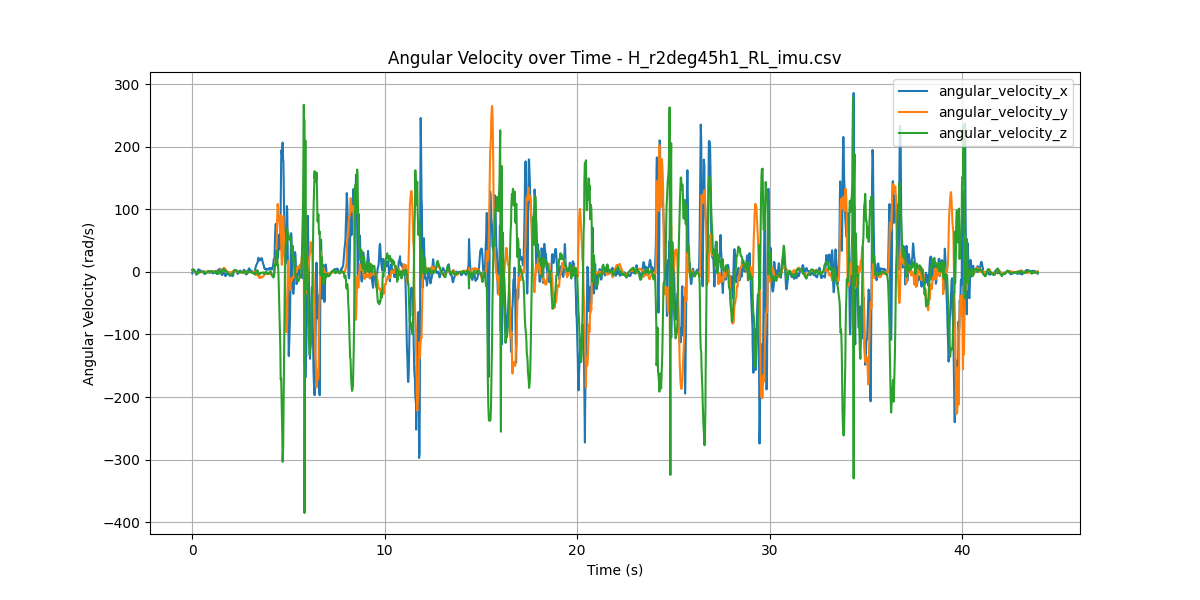 Angular Velocity over Time - H_r2deg45h1_RL_imu.csv
angular_velocity_x
angular_velocity_y
angular_velocity_z
Angular Velocity (rad/s)
300
200
100
0
−100
−200
−300
−400
0 10 20 30 40
Time (s)